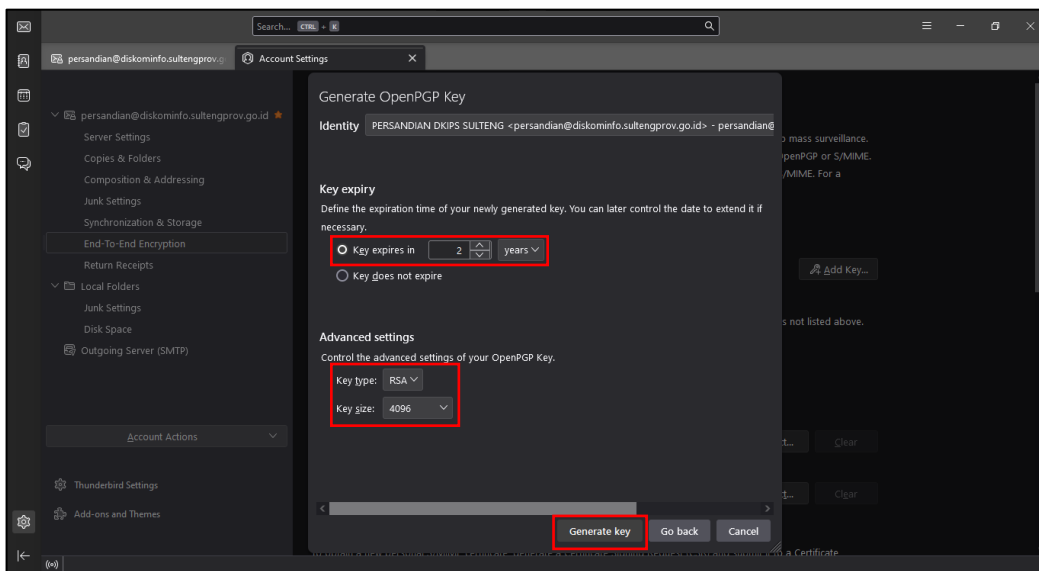 Search... CTRL + K
persandian@diskominfo.sultengprov.g
Account Settings
persandian@diskominfo.sultengprov.go.id
Server Settings
Copies & Folders
Composition & Addressing
Junk Settings
Synchronization & Storage
End-To-End Encryption
Return Receipts
Local Folders
Junk Settings
Disk Space
Outgoing Server (SMTP)
Account Actions
Thunderbird Settings
Add-ons and Themes
Generate OpenPGP Key
Identity PERSANDIAN DKIPS SULTENG <persandian@diskominfo.sultengprov.go.id> - persandian@
Key expiry
Define the expiration time of your newly generated key. You can later control the date to extend it if
necessary.
Key expires in 2 years
Key does not expire
Advanced settings
Control the advanced settings of your OpenPGP Key.
Key type: RSA
Key size: 4096
Generate key Go back Cancel
mass surveillance.
OpenPGP or S/MIME.
/MIME. For a
Add Key...
s not listed above.
t... Clear
t... Clear
in a Certificate